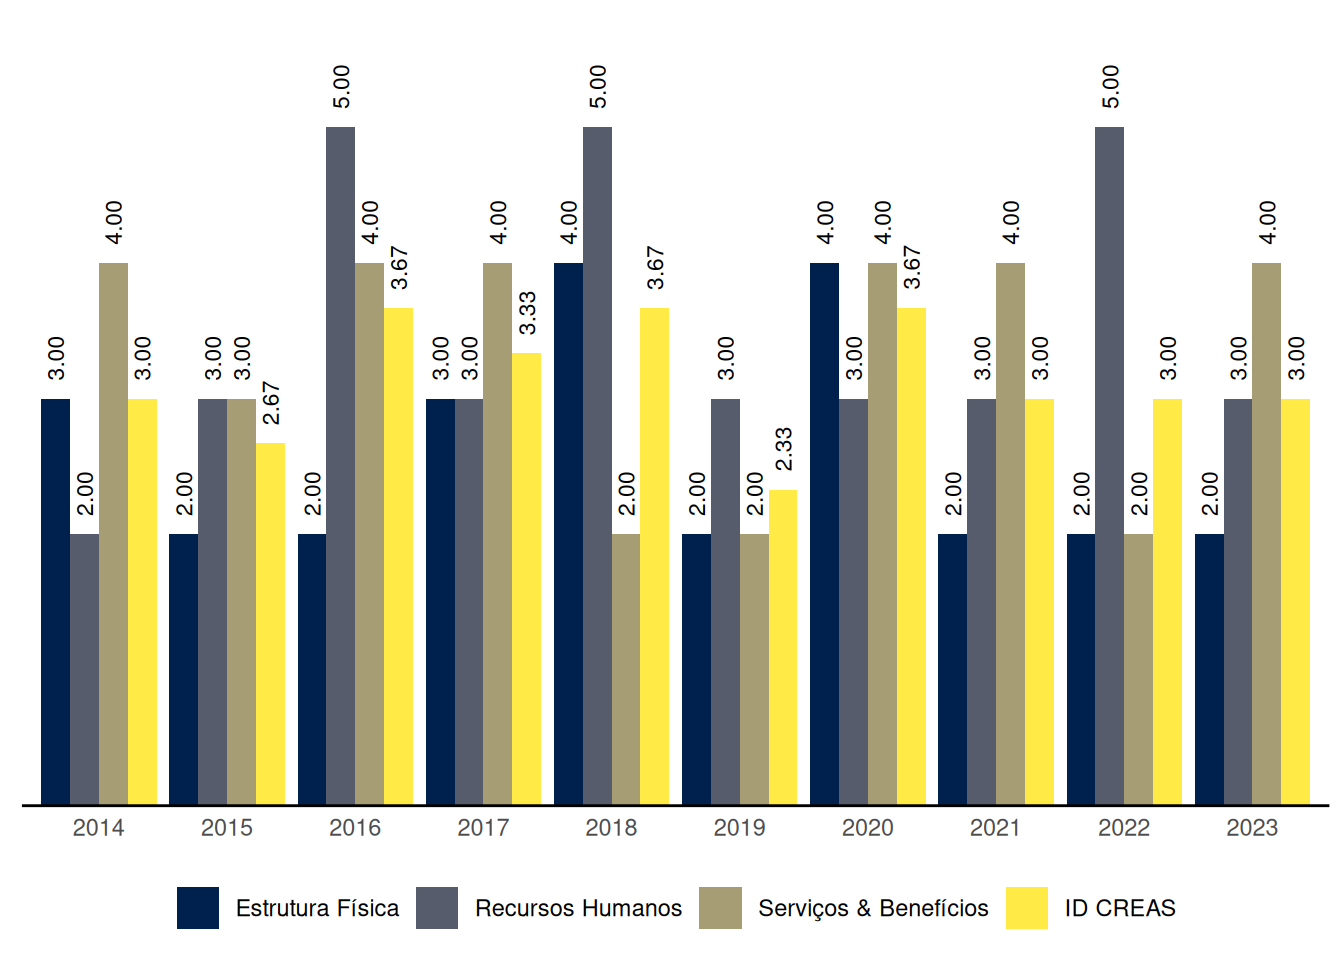 5.00 5.00 5.00
4.00 4.00 4.00 4.00 4.00 4.00 4.00 4.00
3.67 3.67 3.67
3.33
3.00 3.00 3.00 3.00 3.00 3.00 3.00 3.00 3.00 3.00 3.00 3.00 3.00
2.67
2.33
2.00 2.00 2.00 2.00 2.00 2.00 2.00 2.00 2.00 2.00
2014 2015 2016 2017 2018 2019 2020 2021 2022 2023
Estrutura Física Recursos Humanos Serviços & Benefícios ID CREAS